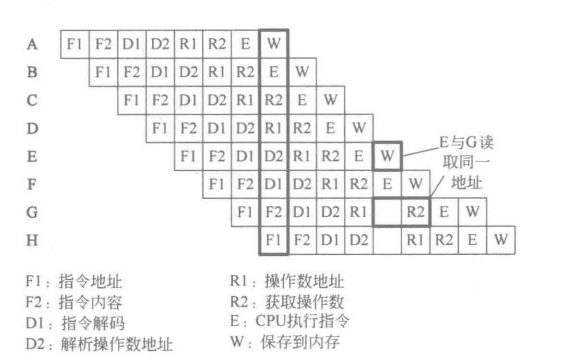 A F1 F2 D1 D2 R1 R2 E W
B F1 F2 D1 D2 R1 R2 E W
C F1 F2 D1 D2 R1 R2 E W
D F1 F2 D1 D2 R1 R2 E W
E F1 F2 D1 D2 R1 R2 E W
E与G读
取同一
地址
F F1 F2 D1 D2 R1 R2 E W
G F1 F2 D1 D2 R1 R2 E W
H F1 F2 D1 D2 R1 R2 E W
F1：指令地址
F2：指令内容
D1：指令解码
D2：解析操作数地址
R1：操作数地址
R2：获取操作数
E：CPU执行指令
W：保存到内存